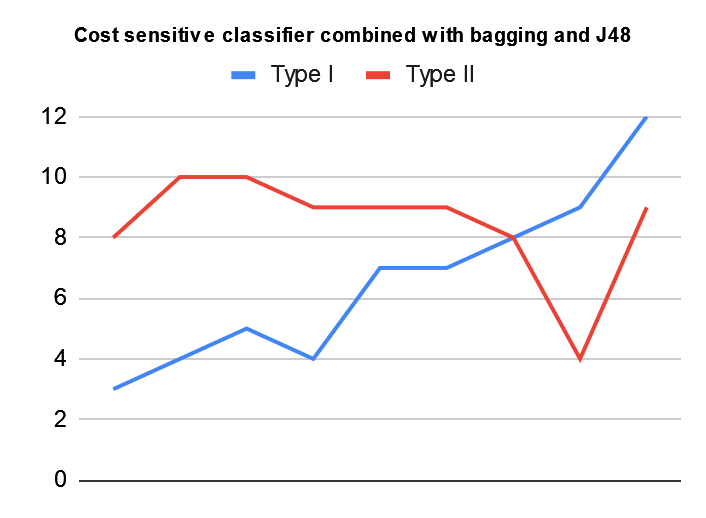 Cost sensitive classifier combined with bagging and J48
Type I
Type II
12
10
8
6
4
2
0